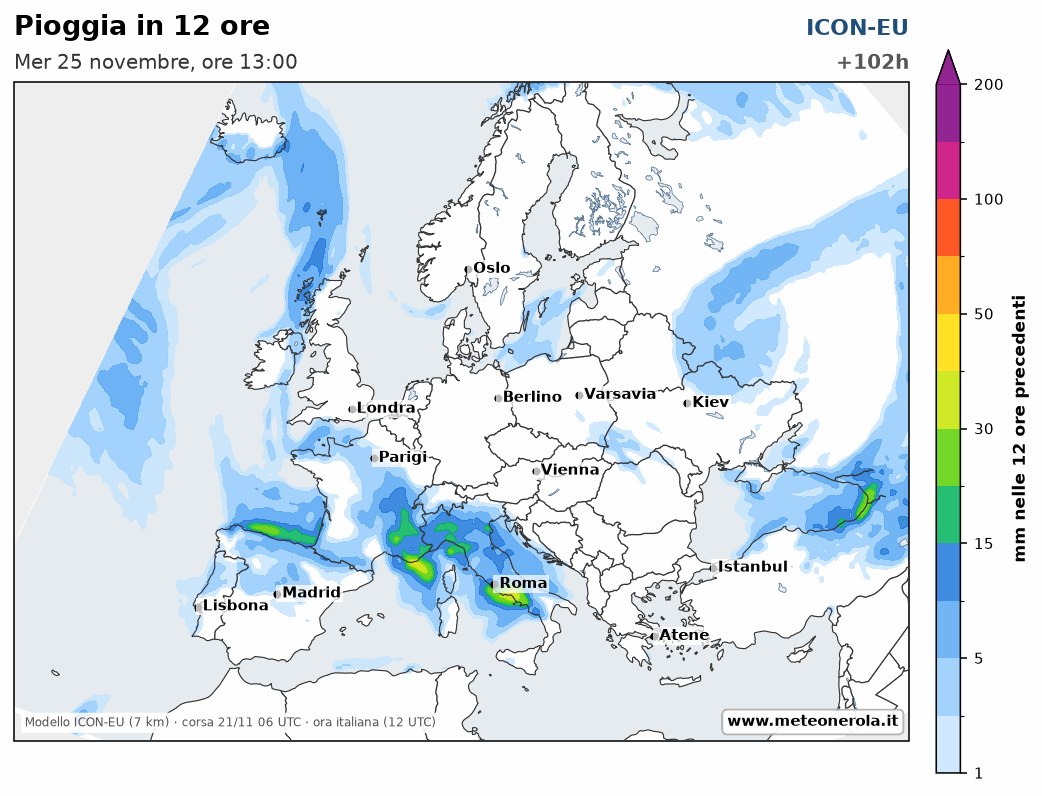 Pioggia in 12 ore
ICON-EU
Mer 25 novembre, ore 13:00
+102h
200
100
50
30
15
5
1
mm nelle 12 ore precedenti
Oslo
Berlino
Varsavia
Kiev
Londra
Parigi
Vienna
Istanbul
Roma
Madrid
Lisbona
Atene
Modello ICON-EU (7 km) · corsa 21/11 06 UTC · ora italiana (12 UTC)
www.meteonerola.it